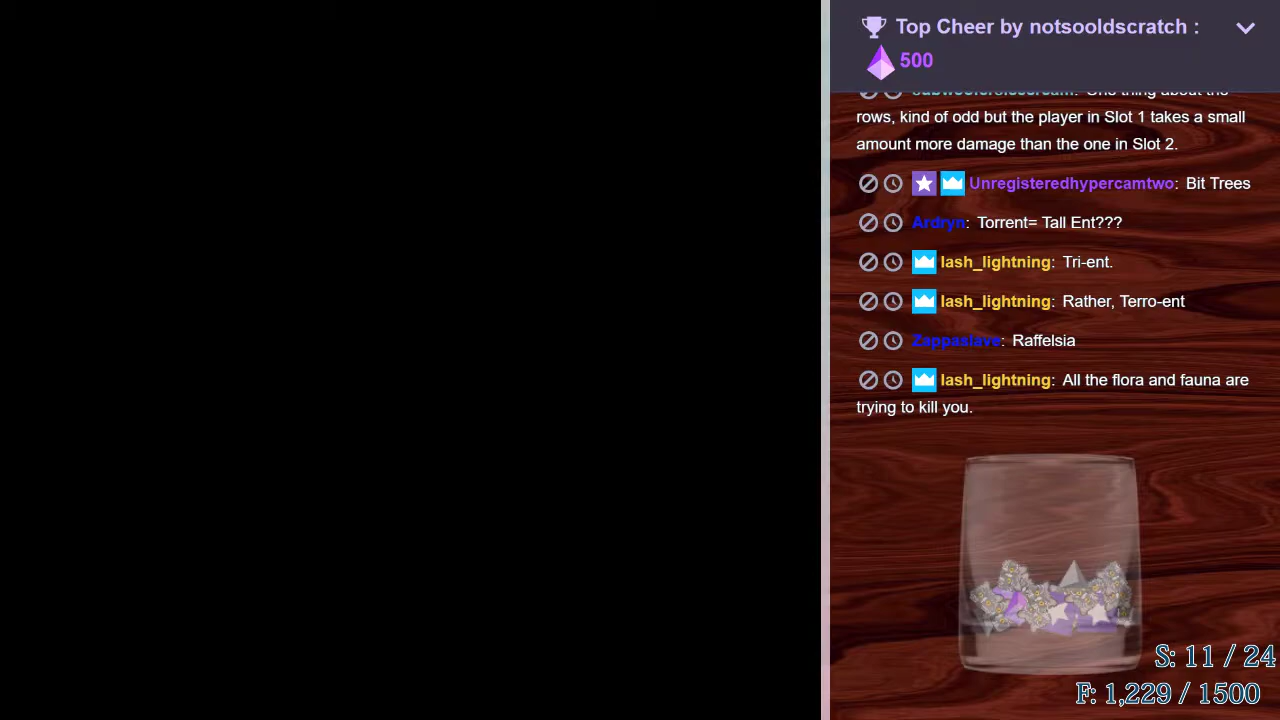 Top Cheer by notsooldscratch :
500
rows, kind of odd but the player in Slot 1 takes a small
amount more damage than the one in Slot 2.
Unregisteredhypercamtwo: Bit Trees
Ardryn: Torrent= Tall Ent???
lash_lightning: Tri-ent.
lash_lightning: Rather, Terro-ent
Zappaslave: Raffelsia
lash_lightning: All the flora and fauna are
trying to kill you.
S: 11 / 24
F: 1,229 / 1500